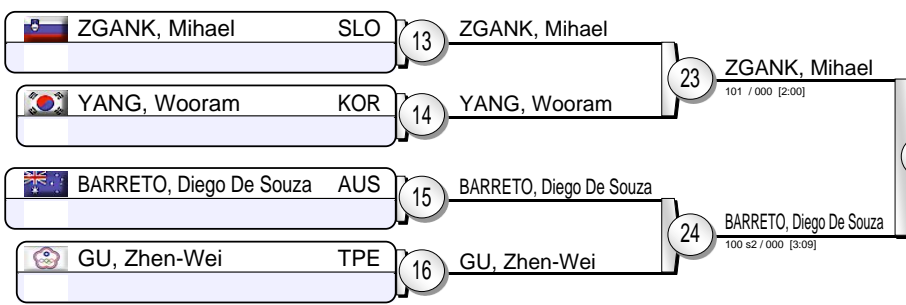 ZGANK, Mihael SLO
13
ZGANK, Mihael
YANG, Wooram KOR
14
YANG, Wooram
23
ZGANK, Mihael
101 / 000 [2:00]
BARRETO, Diego De Souza AUS
15
BARRETO, Diego De Souza
GU, Zhen-Wei TPE
16
GU, Zhen-Wei
24
BARRETO, Diego De Souza
100 s2 / 000 [3:09]